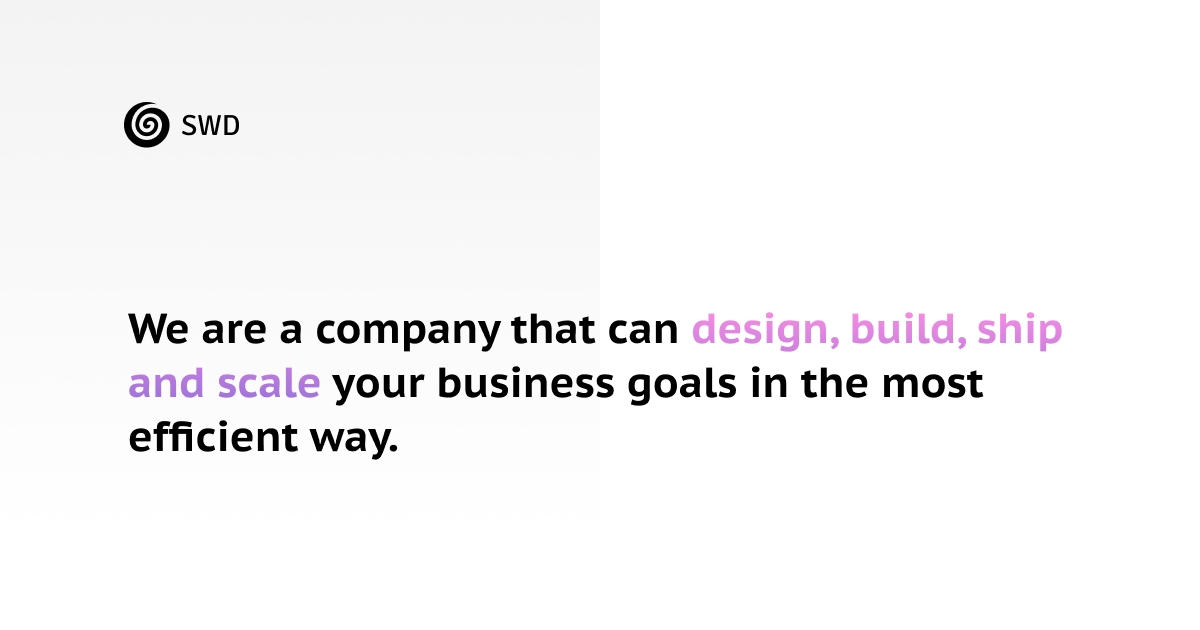 SWD
We are a company that can design, build, ship
and scale your business goals in the most
efficient way.